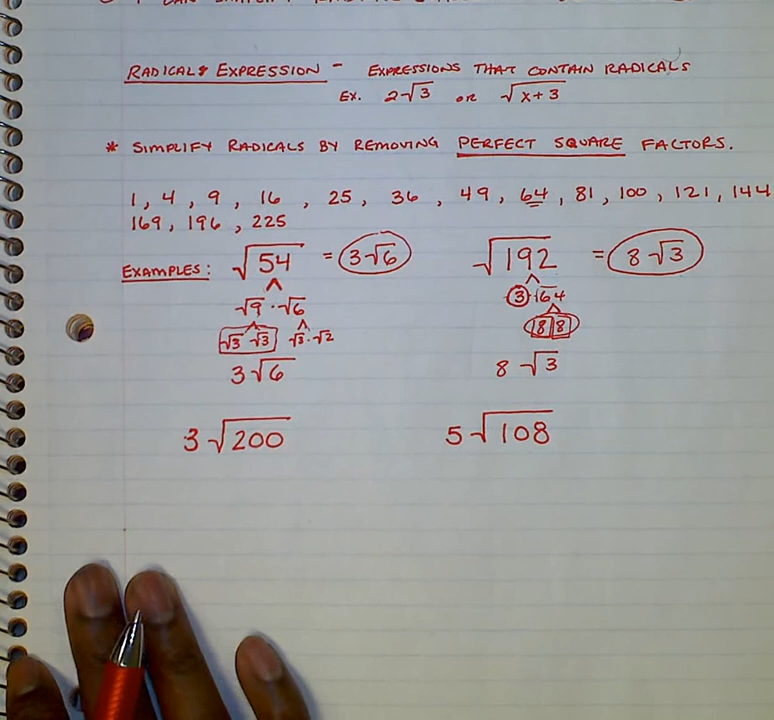 RADICAL EXPRESSION - EXPRESSIONS THAT CONTAIN RADICALS
EX. 2√3 OR √x+3
* SIMPLIFY RADICALS BY REMOVING PERFECT SQUARE FACTORS.
1, 4, 9, 16, 25, 36, 49, 64, 81, 100, 121, 144
169, 196, 225
EXAMPLES: √54 = 3√6 √192 = 8√3
√9 · √6 3 · √64
√3 √3 √3 · √2 8 8
3√6 8√3
3√200 5√108